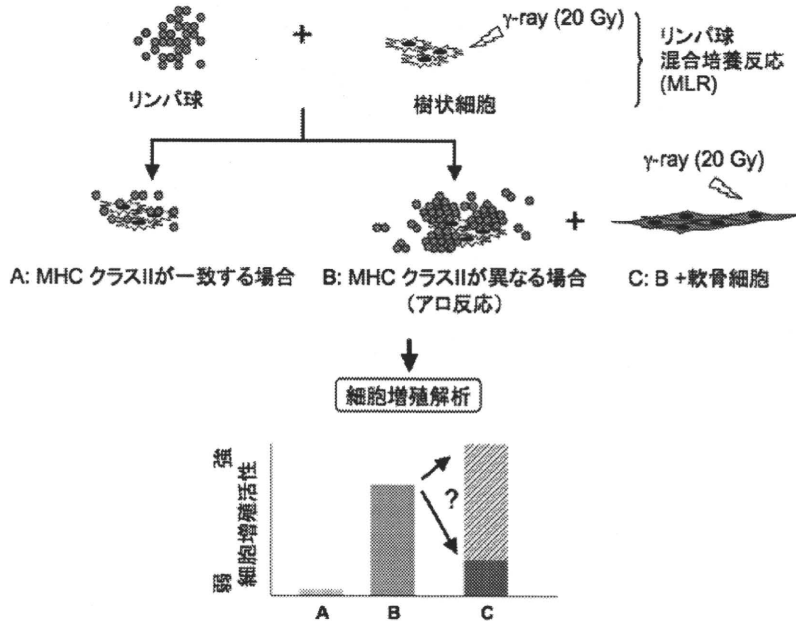 +
γ-ray (20 Gy)
リンパ球
混合培養反応
(MLR)
リンパ球
樹状細胞
γ-ray (20 Gy)
+
A: MHC クラスIIが一致する場合
B: MHC クラスIIが異なる場合
(アロ反応)
C: B +軟骨細胞
細胞増殖解析
強
細胞増殖活性
弱
?
A
B
C